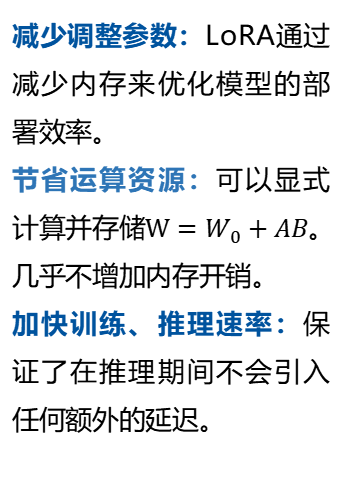 减少调整参数：LoRA通过
减少内存来优化模型的部
署效率。
节省运算资源：可以显式
计算并存储W = W₀ + AB。
几乎不增加内存开销。
加快训练、推理速率：保
证了在推理期间不会引入
任何额外的延迟。